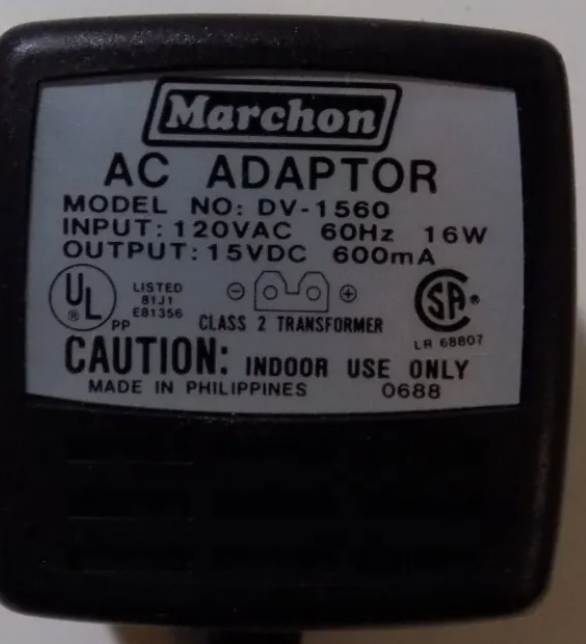 Marchon
AC ADAPTOR
MODEL NO: DV-1560
INPUT: 120VAC 60Hz 16W
OUTPUT: 15VDC 600mA
UL ® LISTED
81J1
E81356
PP
⊖ ⊕
SA ®
CLASS 2 TRANSFORMER
LR 68807
CAUTION: INDOOR USE ONLY
MADE IN PHILIPPINES 0688